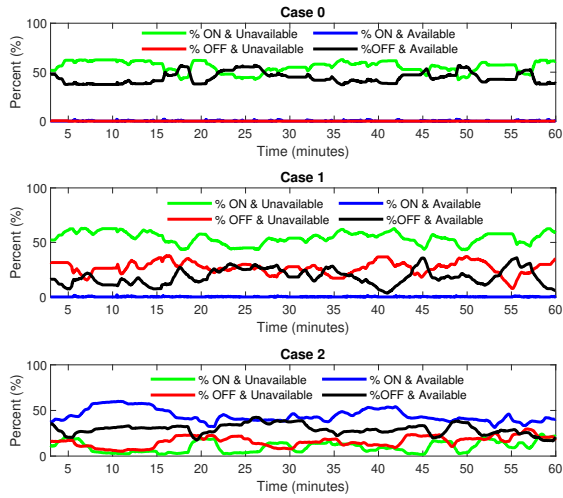 Case 0
% ON & Unavailable % ON & Available
% OFF & Unavailable %OFF & Available
Percent (%)
100
50
0
5 10 15 20 25 30 35 40 45 50 55 60
Time (minutes)
Case 1
% ON & Unavailable % ON & Available
% OFF & Unavailable %OFF & Available
Percent (%)
100
50
0
5 10 15 20 25 30 35 40 45 50 55 60
Time (minutes)
Case 2
% ON & Unavailable % ON & Available
% OFF & Unavailable %OFF & Available
Percent (%)
100
50
0
5 10 15 20 25 30 35 40 45 50 55 60
Time (minutes)